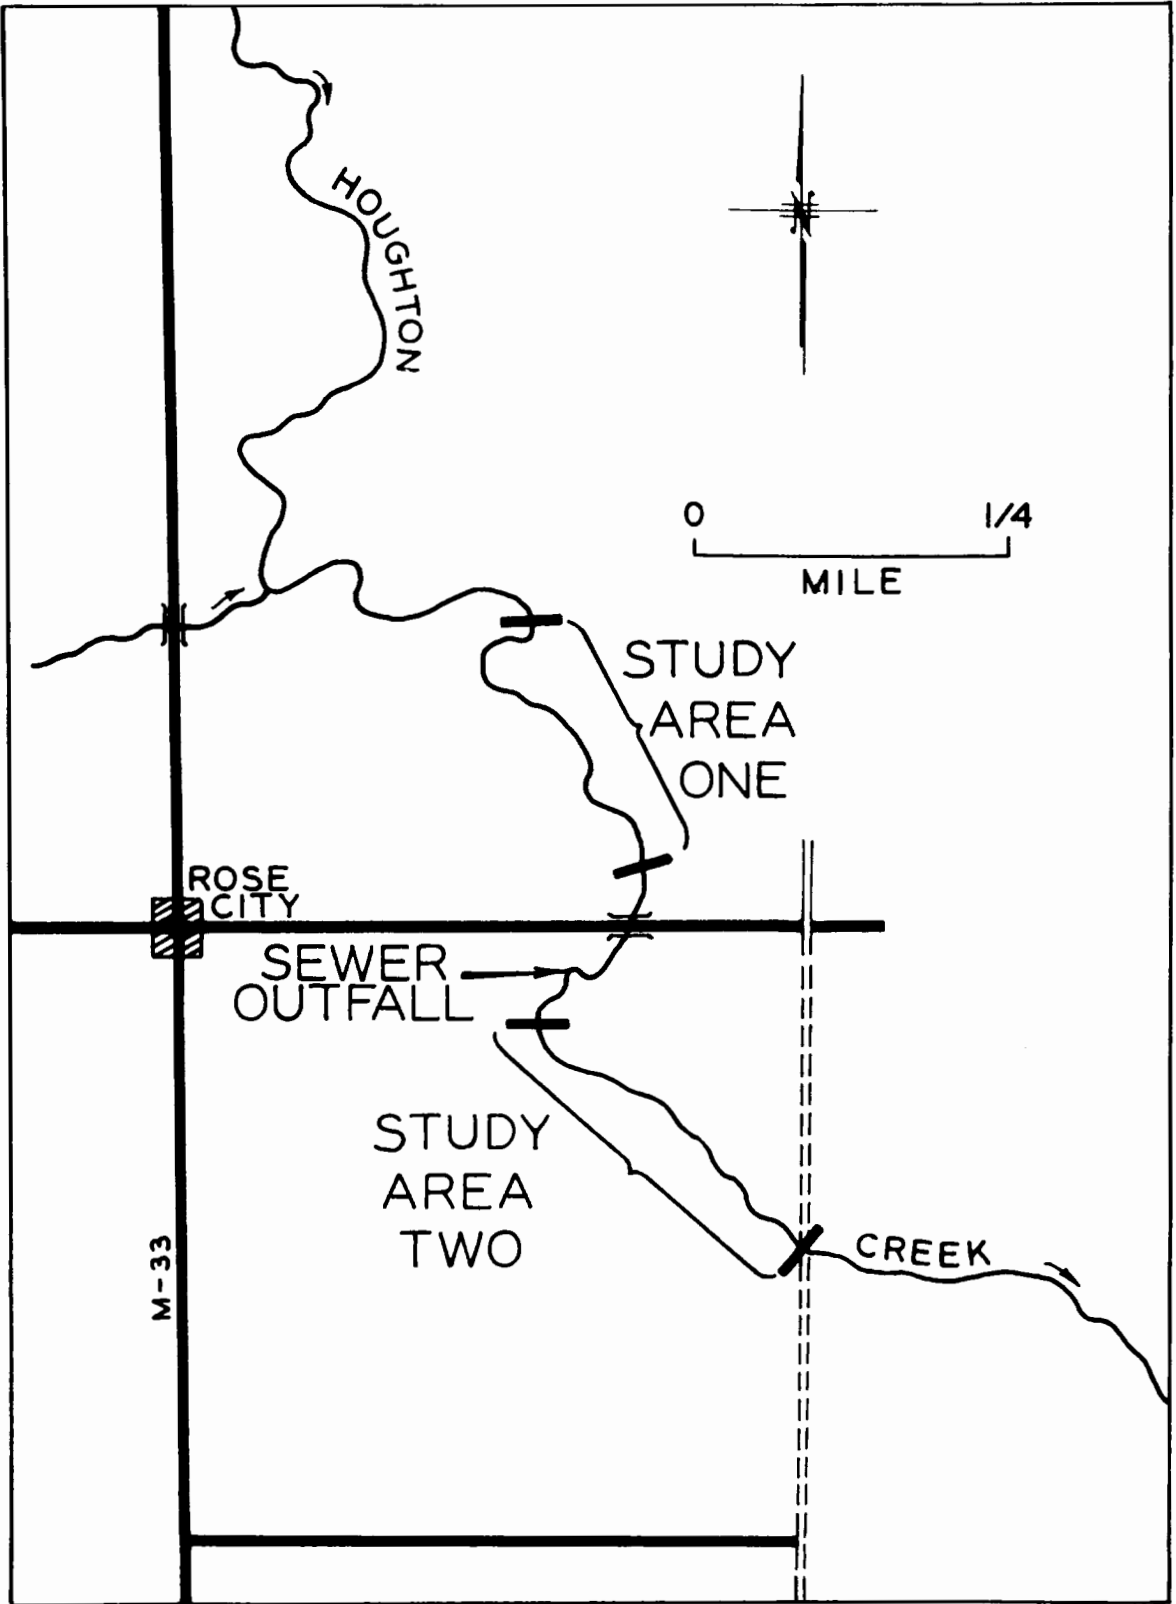 HOUGHTON
N
0 1/4
MILE
STUDY
AREA
ONE
ROSE
CITY
SEWER
OUTFALL
STUDY
AREA
TWO
M-33
CREEK